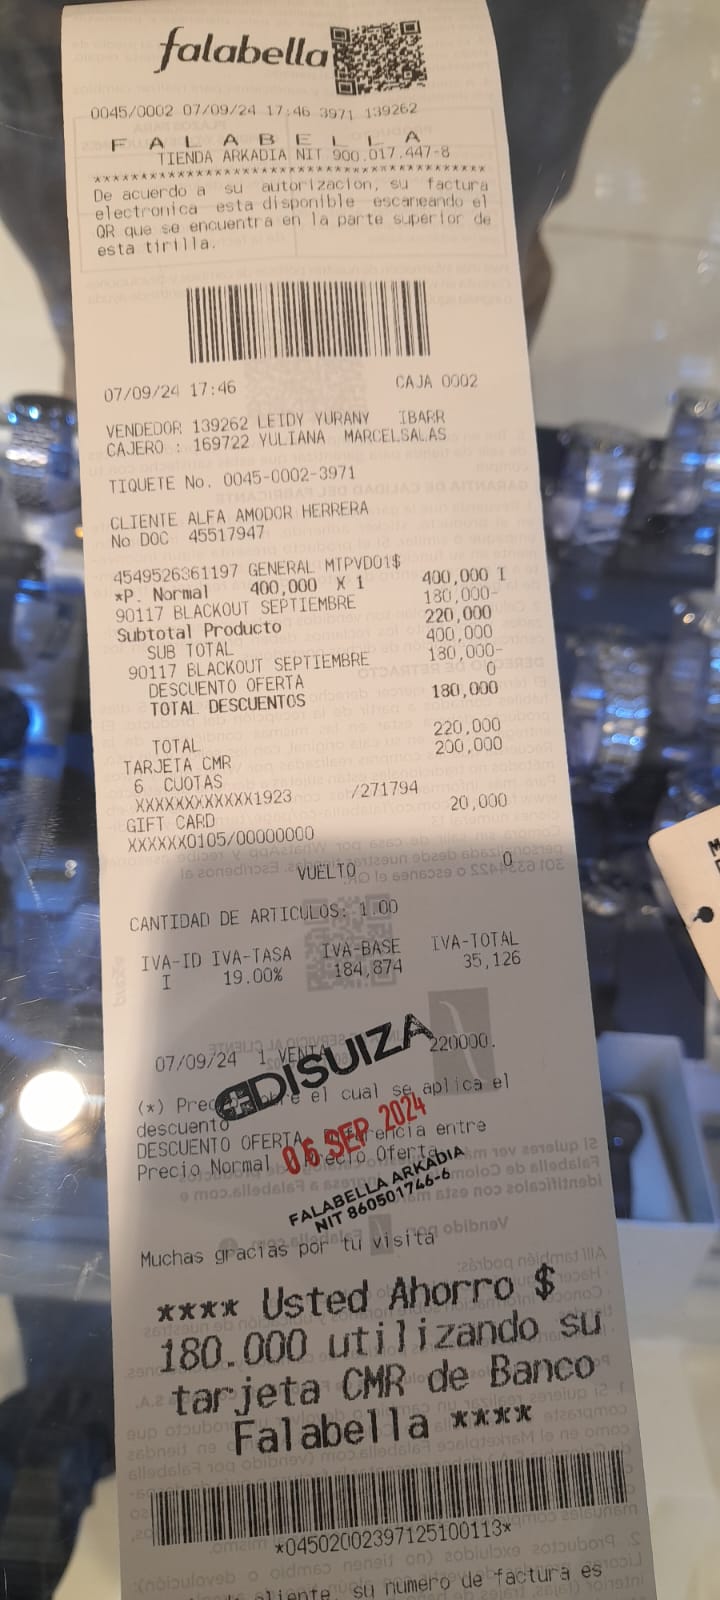 falabella
0045/0002 07/09/24 17:46 3971 139262
F A L A B E L L A
TIENDA ARKADIA NIT 900.017.447-8
******************************************
De acuerdo a su autorizacion, su factura
electronica esta disponible escaneando el
QR que se encuentra en la parte superior de
esta tirilla.
07/09/24 17:46 CAJA 0002
VENDEDOR 139262 LEIDY YURANY IBARR
CAJERO : 169722 YULIANA MARCELSALAS
TIQUETE No. 0045-0002-3971
CLIENTE ALFA AMODOR HERRERA
No DOC 45517947
4549526361197 GENERAL MTPVD01$ 400,000 I
*P. Normal 400,000 X 1
90117 BLACKOUT SEPTIEMBRE 180,000-
Subtotal Producto 220,000
SUB TOTAL 400,000
90117 BLACKOUT SEPTIEMBRE 180,000-
DESCUENTO OFERTA 0
TOTAL DESCUENTOS 180,000
TOTAL 220,000
TARJETA CMR 200,000
6 CUOTAS
XXXXXXXXXXXX1923 /271794
GIFT CARD 20,000
XXXXXX0105/00000000
VUELTO 0
CANTIDAD DE ARTICULOS: 1.00
IVA-ID IVA-TASA IVA-BASE IVA-TOTAL
I 19.00% 184,874 35,126
07/09/24 1 VENTA 220000.
DISUIZA
(*) el cual se aplica el
descuento
DESCUENTO OFERTA entre
Precio Normal Precio Oferta
06 SEP 2024
FALABELLA ARKADIA
NIT 860501746-6
Muchas gracias por tu visita
**** Usted Ahorro $
180.000 utilizando su
tarjeta CMR de Banco
Falabella ****
*04502002397125100113*
cliente, su numero de factura es